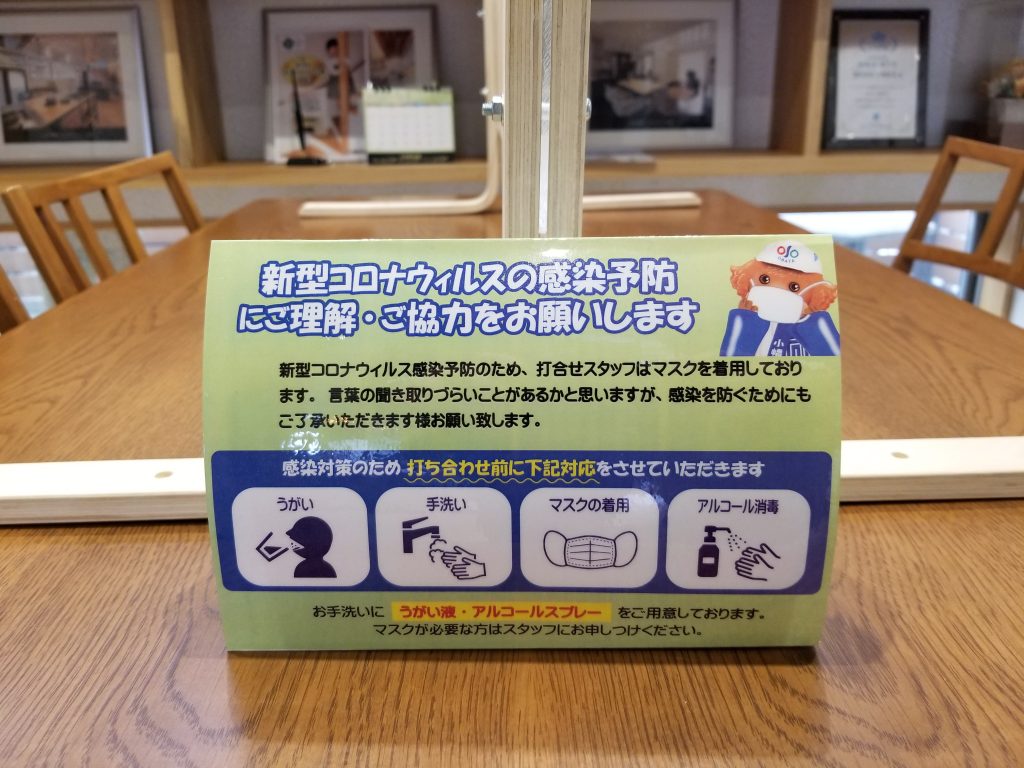 新型コロナウィルスの感染予防
にご理解・ご協力をお願いします
新型コロナウィルス感染予防のため、打合せスタッフはマスクを着用しており
ます。言葉の聞き取りづらいことがあるかと思いますが、感染を防ぐためにも
ご了承いただきます様お願い致します。
感染対策のため 打ち合わせ前に下記対応をさせていただきます
うがい
手洗い
マスクの着用
アルコール消毒
お手洗いに うがい液・アルコールスプレー をご用意しております。
マスクが必要な方はスタッフにお申しつけください。